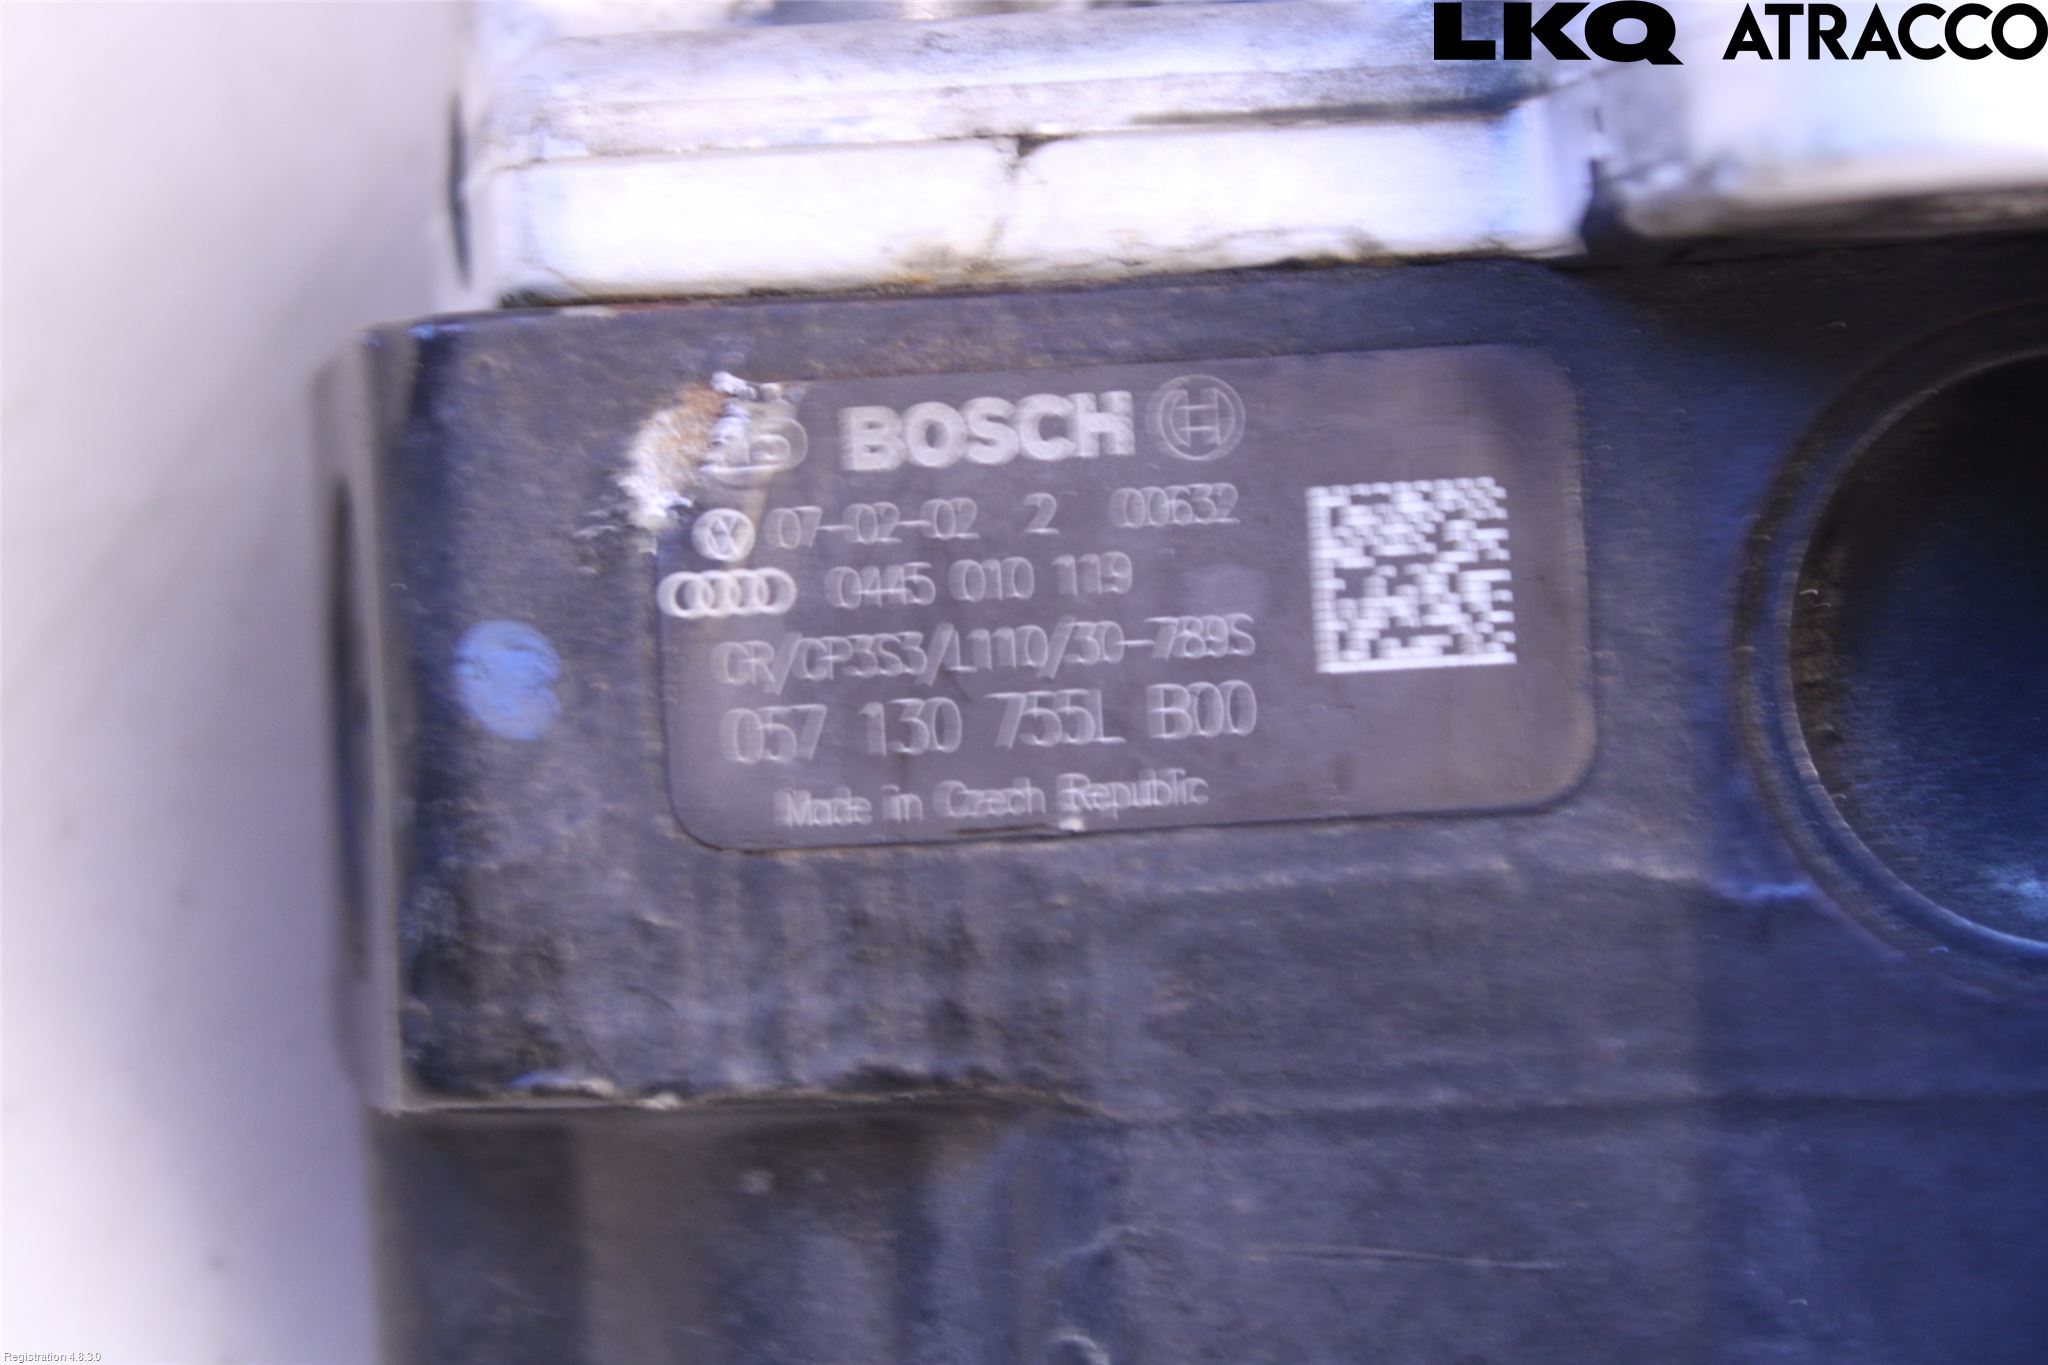 LKQ ATRACCO
BOSCH
07-02-02 2 00632
0445 010 119
CR/CP3S3/L110/30-789S
057 130 755L B00
Made in Czech Republic
Registration 4.8.3.0